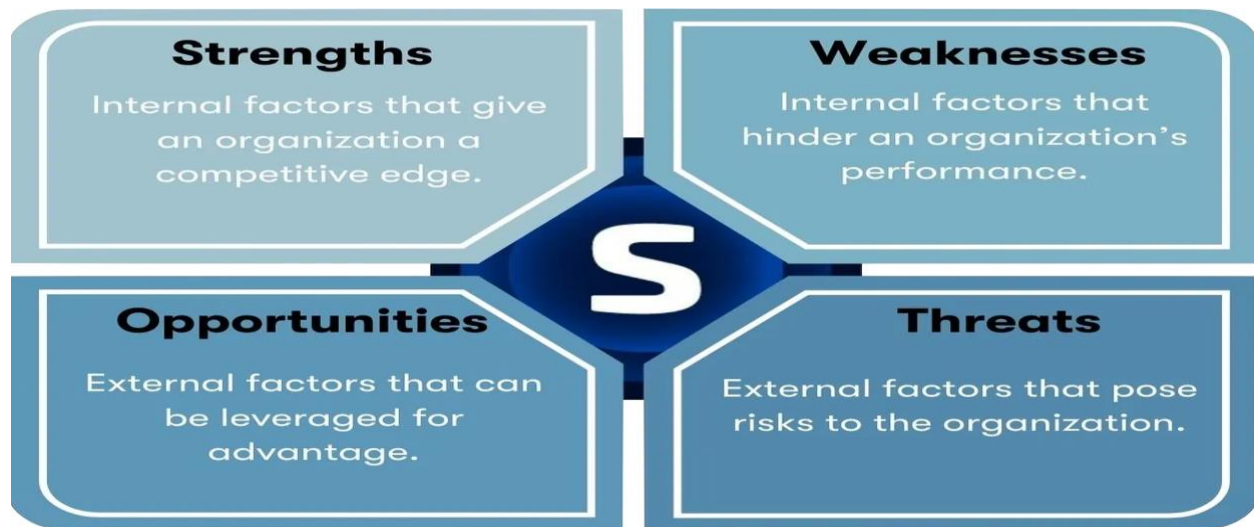 Strengths
Internal factors that give
an organization a
competitive edge.
Weaknesses
Internal factors that
hinder an organization’s
performance.
S
Opportunities
External factors that can
be leveraged for
advantage.
Threats
External factors that pose
risks to the organization.